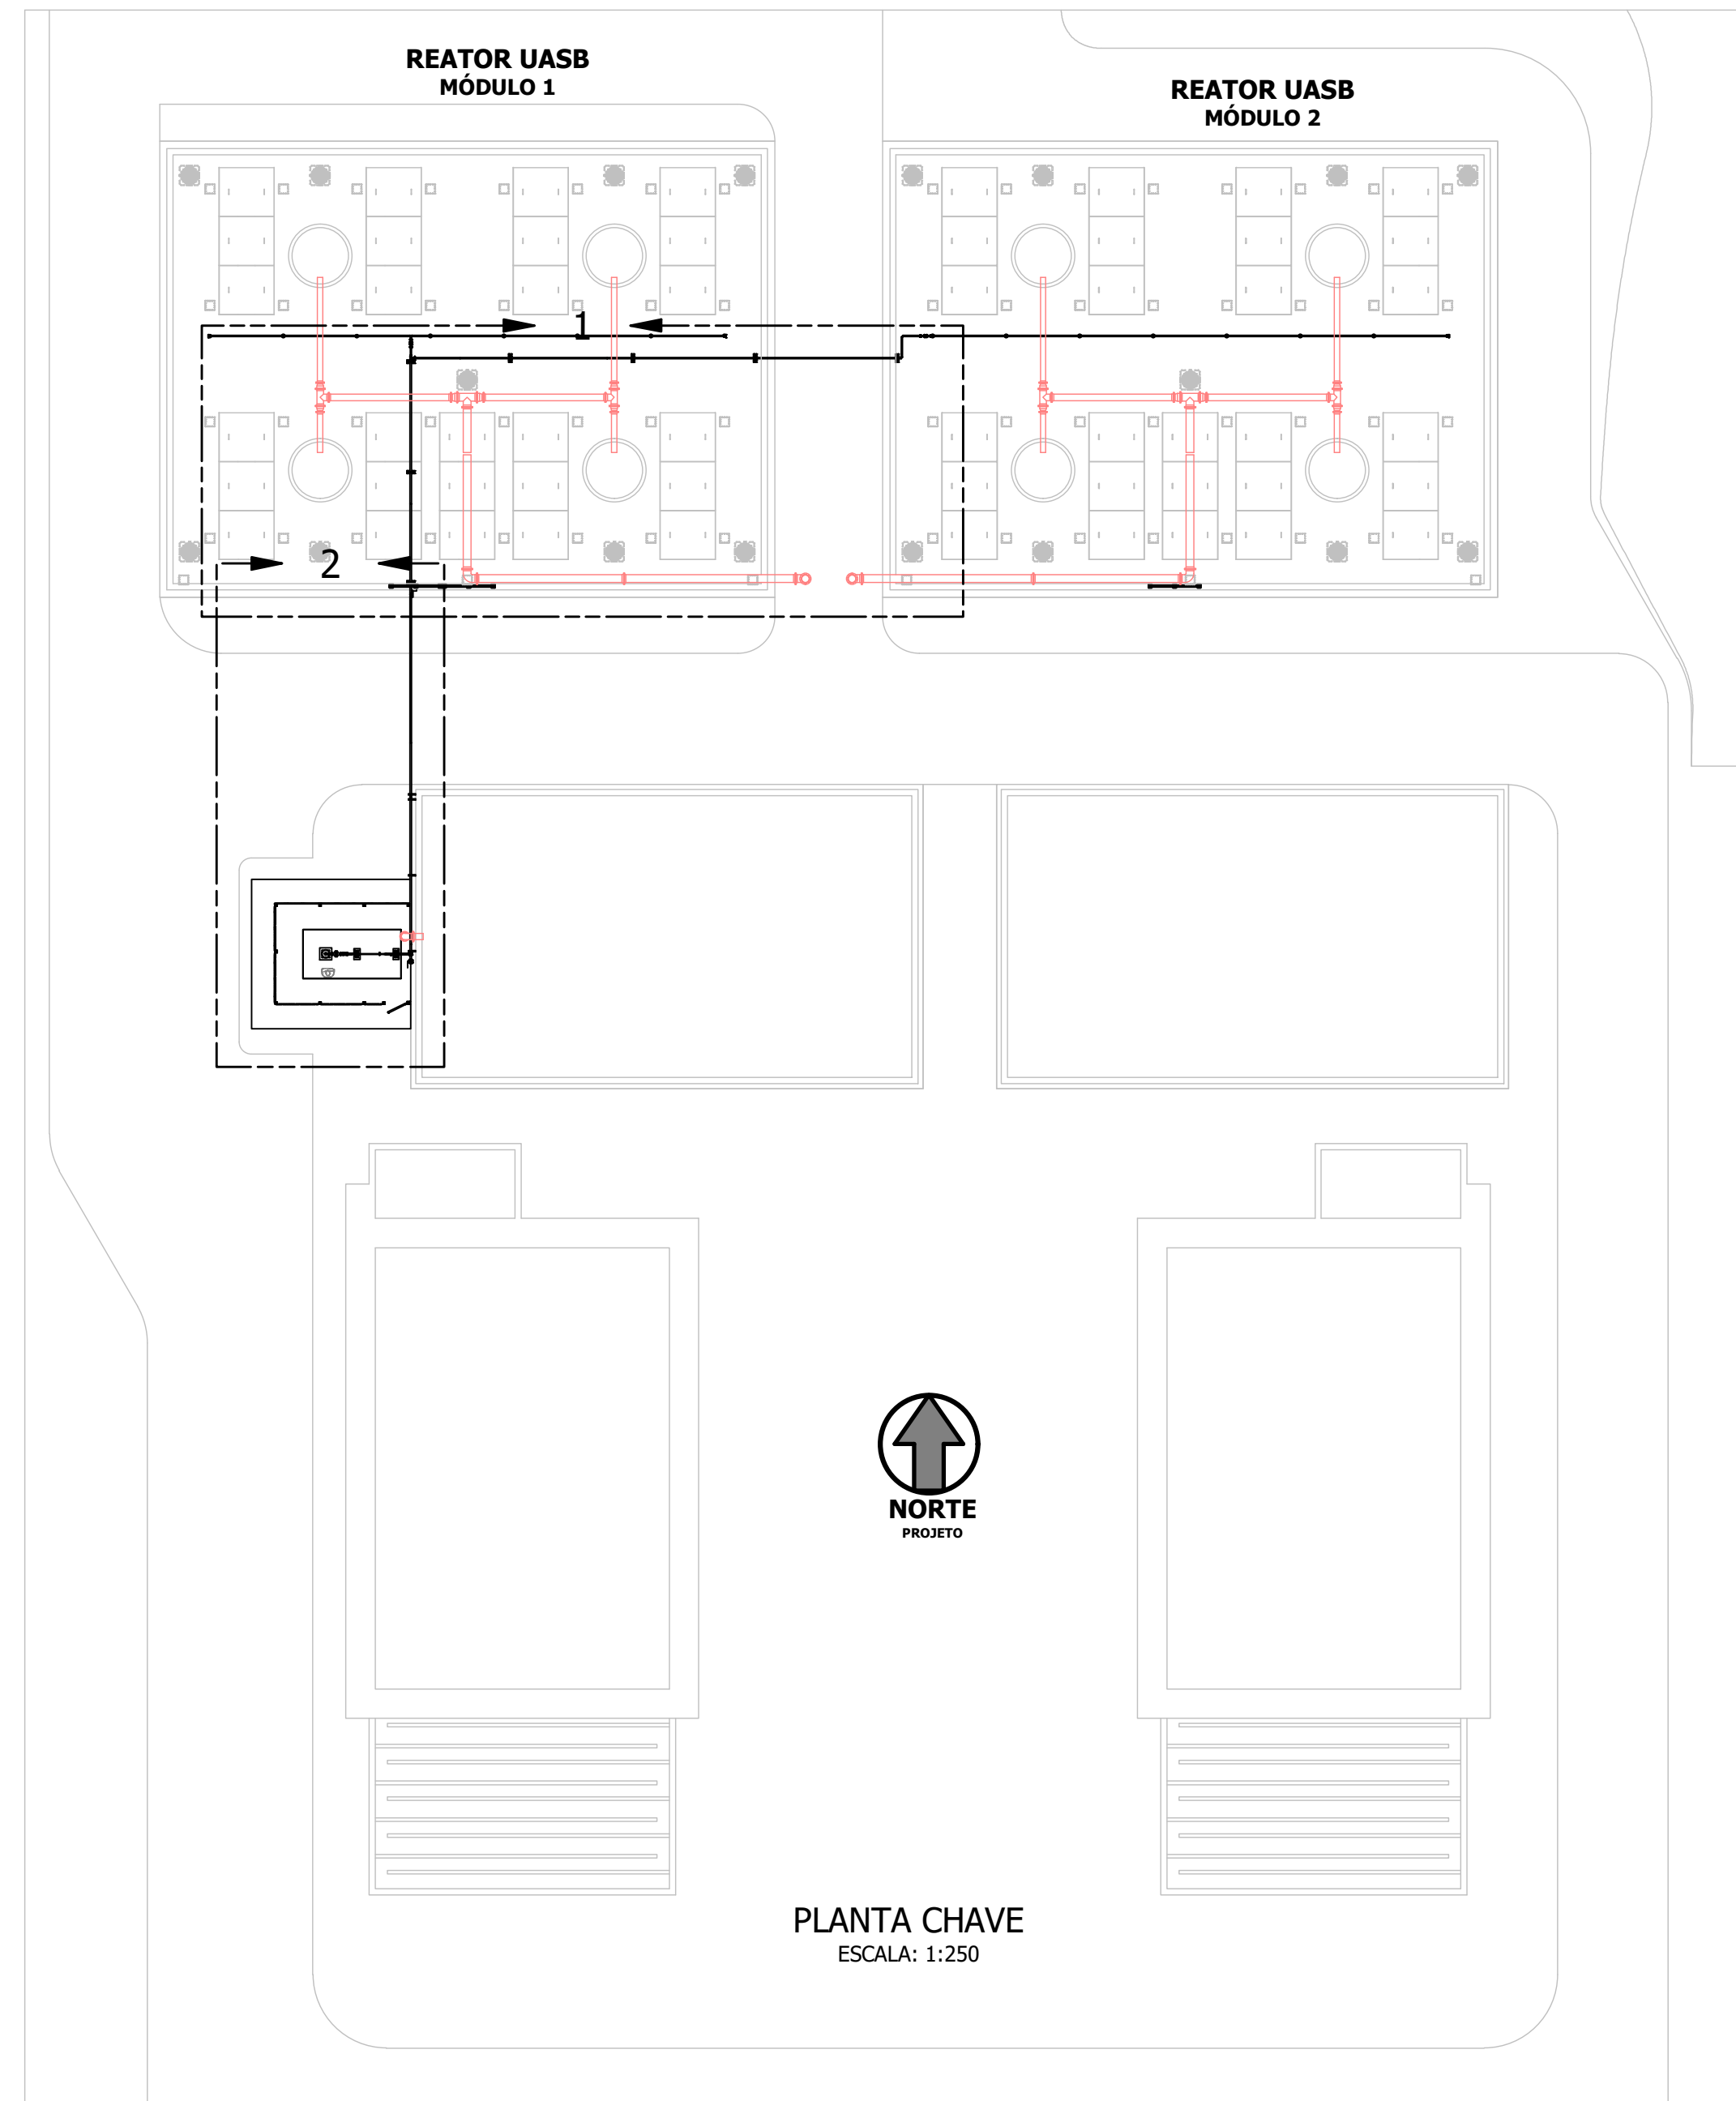 REATOR UASB
MÓDULO 1
REATOR UASB
MÓDULO 2
1
2
NORTE
PROJETO
PLANTA CHAVE
ESCALA: 1:250